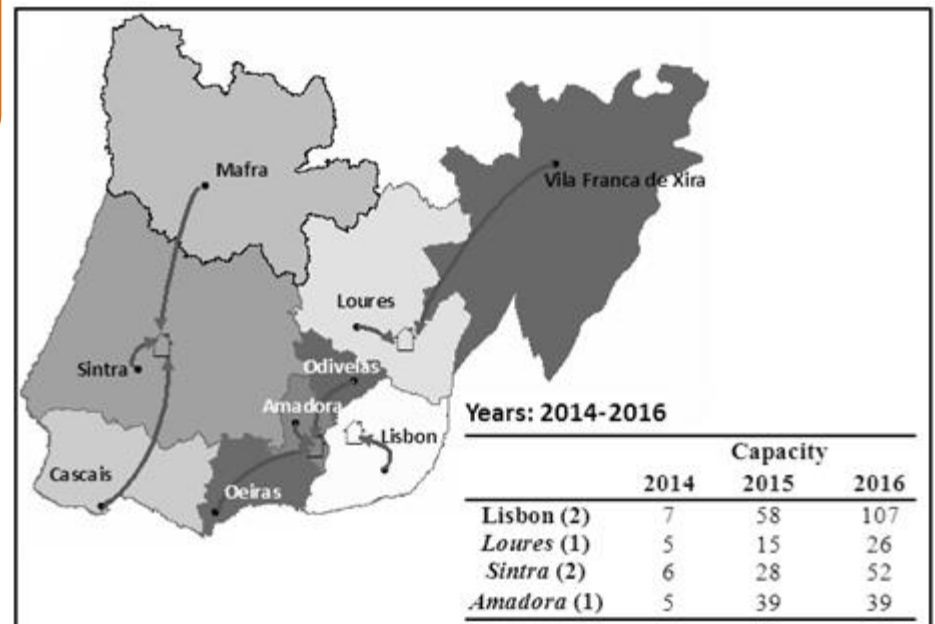 Mafra
Vila Franca de Xira
Loures
Sintra
Odivelas
Amadora
Lisbon
Cascais
Oeiras
Years: 2014-2016
Capacity
2014 2015 2016
Lisbon (2) 7 58 107
Loures (1) 5 15 26
Sintra (2) 6 28 52
Amadora (1) 5 39 39